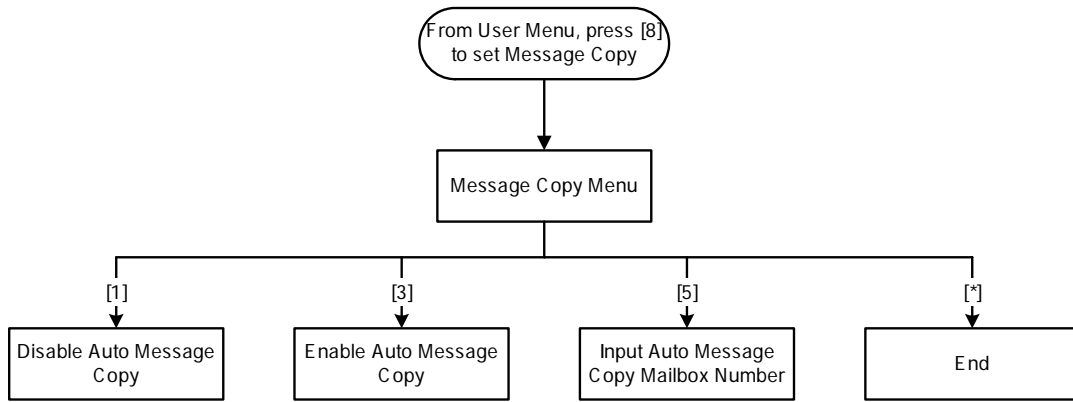 From User Menu, press [8]
to set Message Copy
Message Copy Menu
[1]
[3]
[5]
[*]
Disable Auto Message
Copy
Enable Auto Message
Copy
Input Auto Message
Copy Mailbox Number
End